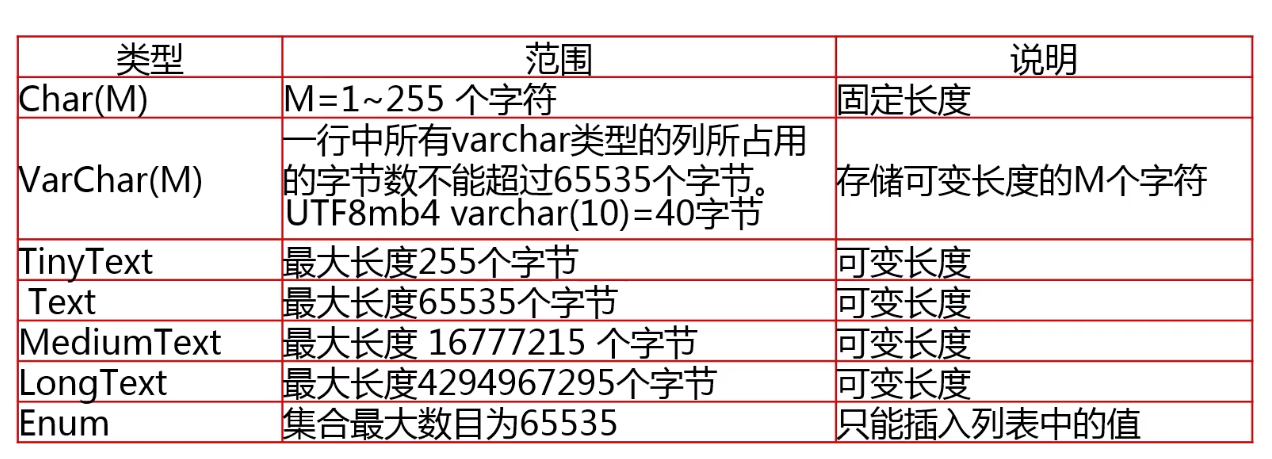 类型 范围 说明
Char(M) M=1~255 个字符 固定长度
一行中所有varchar类型的列所占用
VarChar(M) 的字节数不能超过65535个字节。 存储可变长度的M个字符
UTF8mb4 varchar(10)=40字节
TinyText 最大长度255个字节 可变长度
Text 最大长度65535个字节 可变长度
MediumText 最大长度 16777215 个字节 可变长度
LongText 最大长度4294967295个字节 可变长度
Enum 集合最大数目为65535 只能插入列表中的值